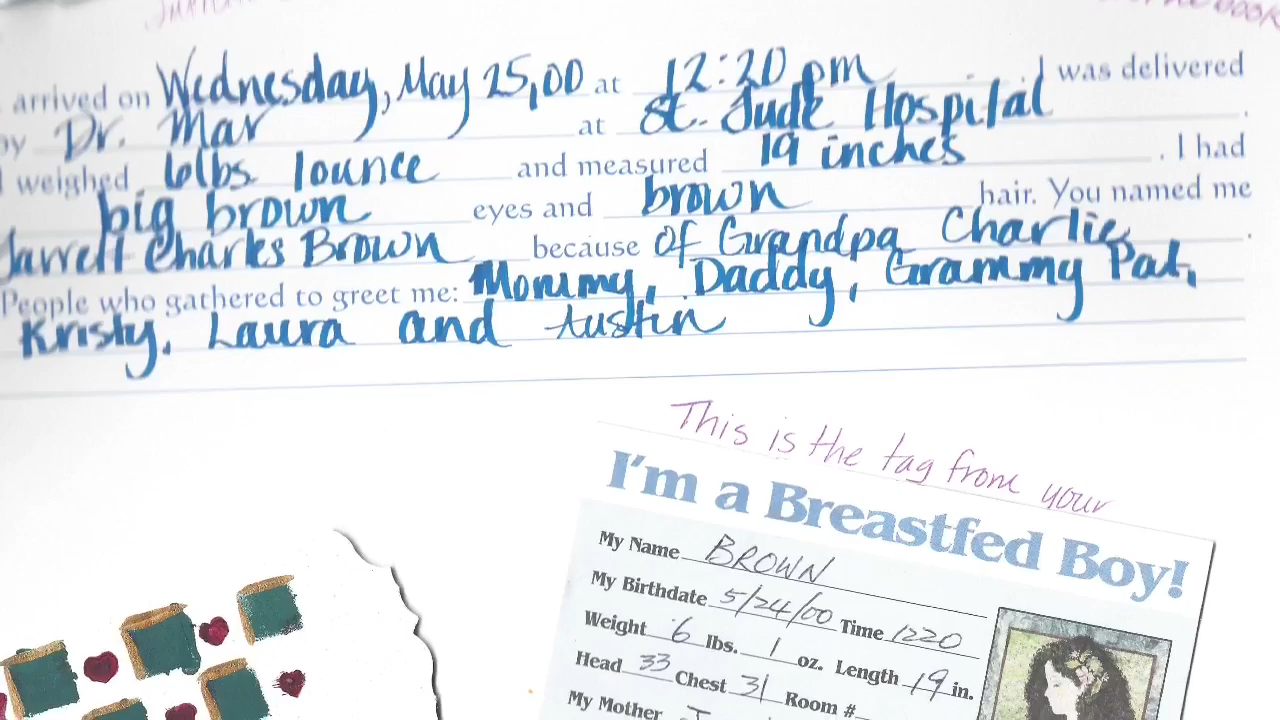 arrived on Wednesday, May 25, 00 at 12:20 pm. I was delivered
by Dr. Mar at St. Jude Hospital.
I weighed 6lbs 1ounce and measured 19 inches. I had
big brown eyes and brown hair. You named me
Jarrell Charles Brown because of Grandpa Charlie.
People who gathered to greet me: Mommy, Daddy, Grammy Pat,
Kristy, Laura and Austin
This is the tag from your
I'm a Breastfed Boy!
My Name BROWN
My Birthdate 5/24/00 Time 1220
Weight 6 lbs. 1 oz. Length 19 in.
Head 33 Chest 31 Room #
My Mother